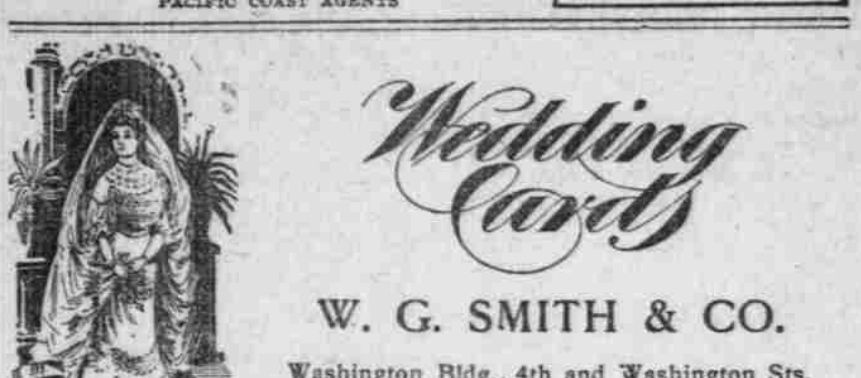 PACIFIC COAST AGENTS
Wedding
Cards
W. G. SMITH & CO.
Washington Bldg., 4th and Washington Sts.